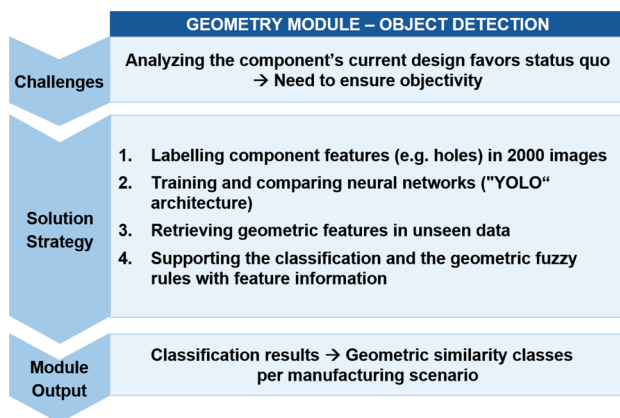 GEOMETRY MODULE – OBJECT DETECTION
Challenges
Analyzing the component's current design favors status quo
→ Need to ensure objectivity
Solution
Strategy
1. Labelling component features (e.g. holes) in 2000 images
2. Training and comparing neural networks ("YOLO“
architecture)
3. Retrieving geometric features in unseen data
4. Supporting the classification and the geometric fuzzy
rules with feature information
Module
Output
Classification results → Geometric similarity classes
per manufacturing scenario